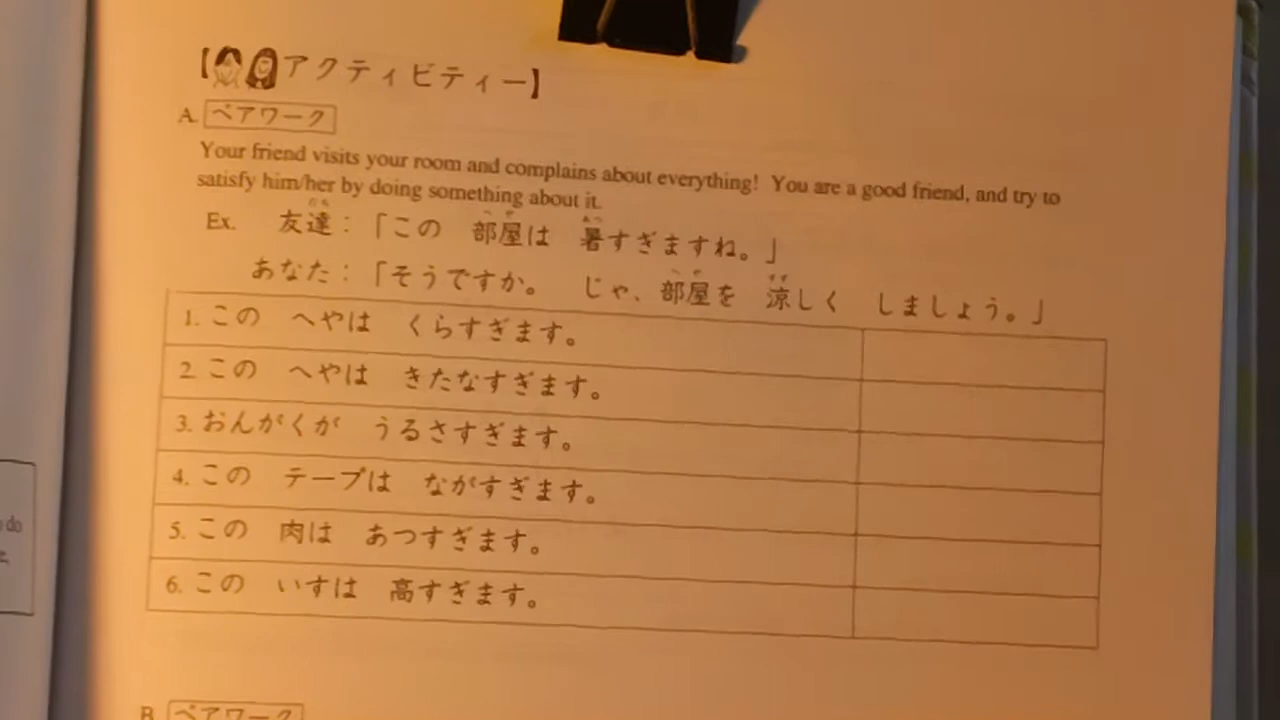 【アクティビティー】
A. ペアワーク
Your friend visits your room and complains about everything! You are a good friend, and try to
satisfy him/her by doing something about it.
Ex. 友達：「この 部屋は 暑すぎますね。」
あなた：「そうですか。 じゃ、部屋を 涼しく しましょう。」
1. この へやは くらすぎます。
2. この へやは きたなすぎます。
3. おんがくが うるさすぎます。
4. この テープは ながすぎます。
5. この 肉は あつすぎます。
6. この いすは 高すぎます。
B. ペアワーク
do